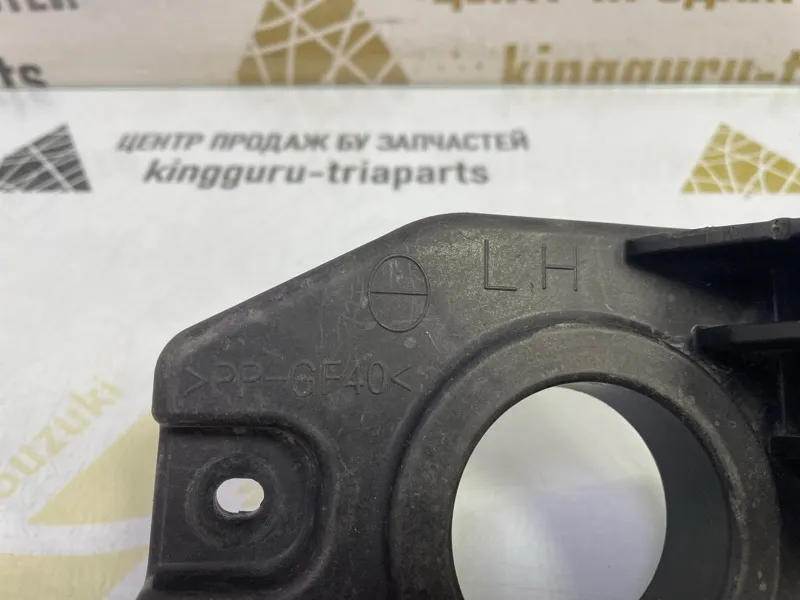 kingguru-t
ЦЕНТР ПРОДАЖ БУ ЗАПЧАСТЕЙ
kingguru-triaparts
LH
>PP-GF40<
suzuki